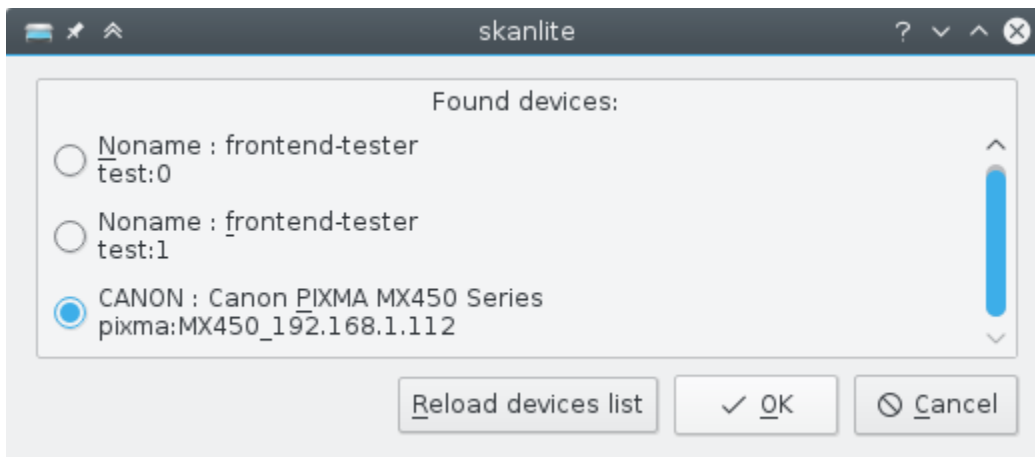 skanlite
Found devices:
Noname : frontend-tester
test:0
Noname : frontend-tester
test:1
CANON : Canon PIXMA MX450 Series
pixma:MX450_192.168.1.112
Reload devices list
OK
Cancel